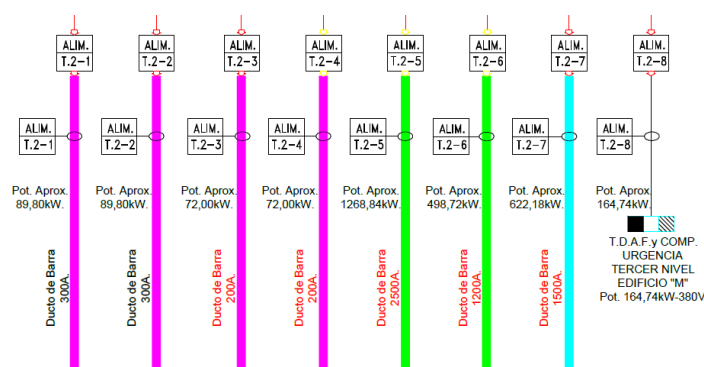 ALIM.
T.2-1
ALIM.
T.2-2
ALIM.
T.2-3
ALIM.
T.2-4
ALIM.
T.2-5
ALIM.
T.2-6
ALIM.
T.2-7
ALIM.
T.2-8
ALIM.
T.2-1
ALIM.
T.2-2
ALIM.
T.2-3
ALIM.
T.2-4
ALIM.
T.2-5
ALIM.
T.2-6
ALIM.
T.2-7
ALIM.
T.2-8
Pot. Aprox.
89,80kW.
Pot. Aprox.
89,80kW.
Pot. Aprox.
72,00kW.
Pot. Aprox.
72,00kW.
Pot. Aprox.
1268,84kW.
Pot. Aprox.
498,72kW.
Pot. Aprox.
622,18kW.
Pot. Aprox.
164,74kW.
Ducto de Barra
300A.
Ducto de Barra
300A.
Ducto de Barra
200A.
Ducto de Barra
200A.
Ducto de Barra
2500A.
Ducto de Barra
1200A.
Ducto de Barra
1500A.
T.D.A.F.y COMP.
URGENCIA
TERCER NIVEL
EDIFICIO "M"
Pot. 164,74kW-380V